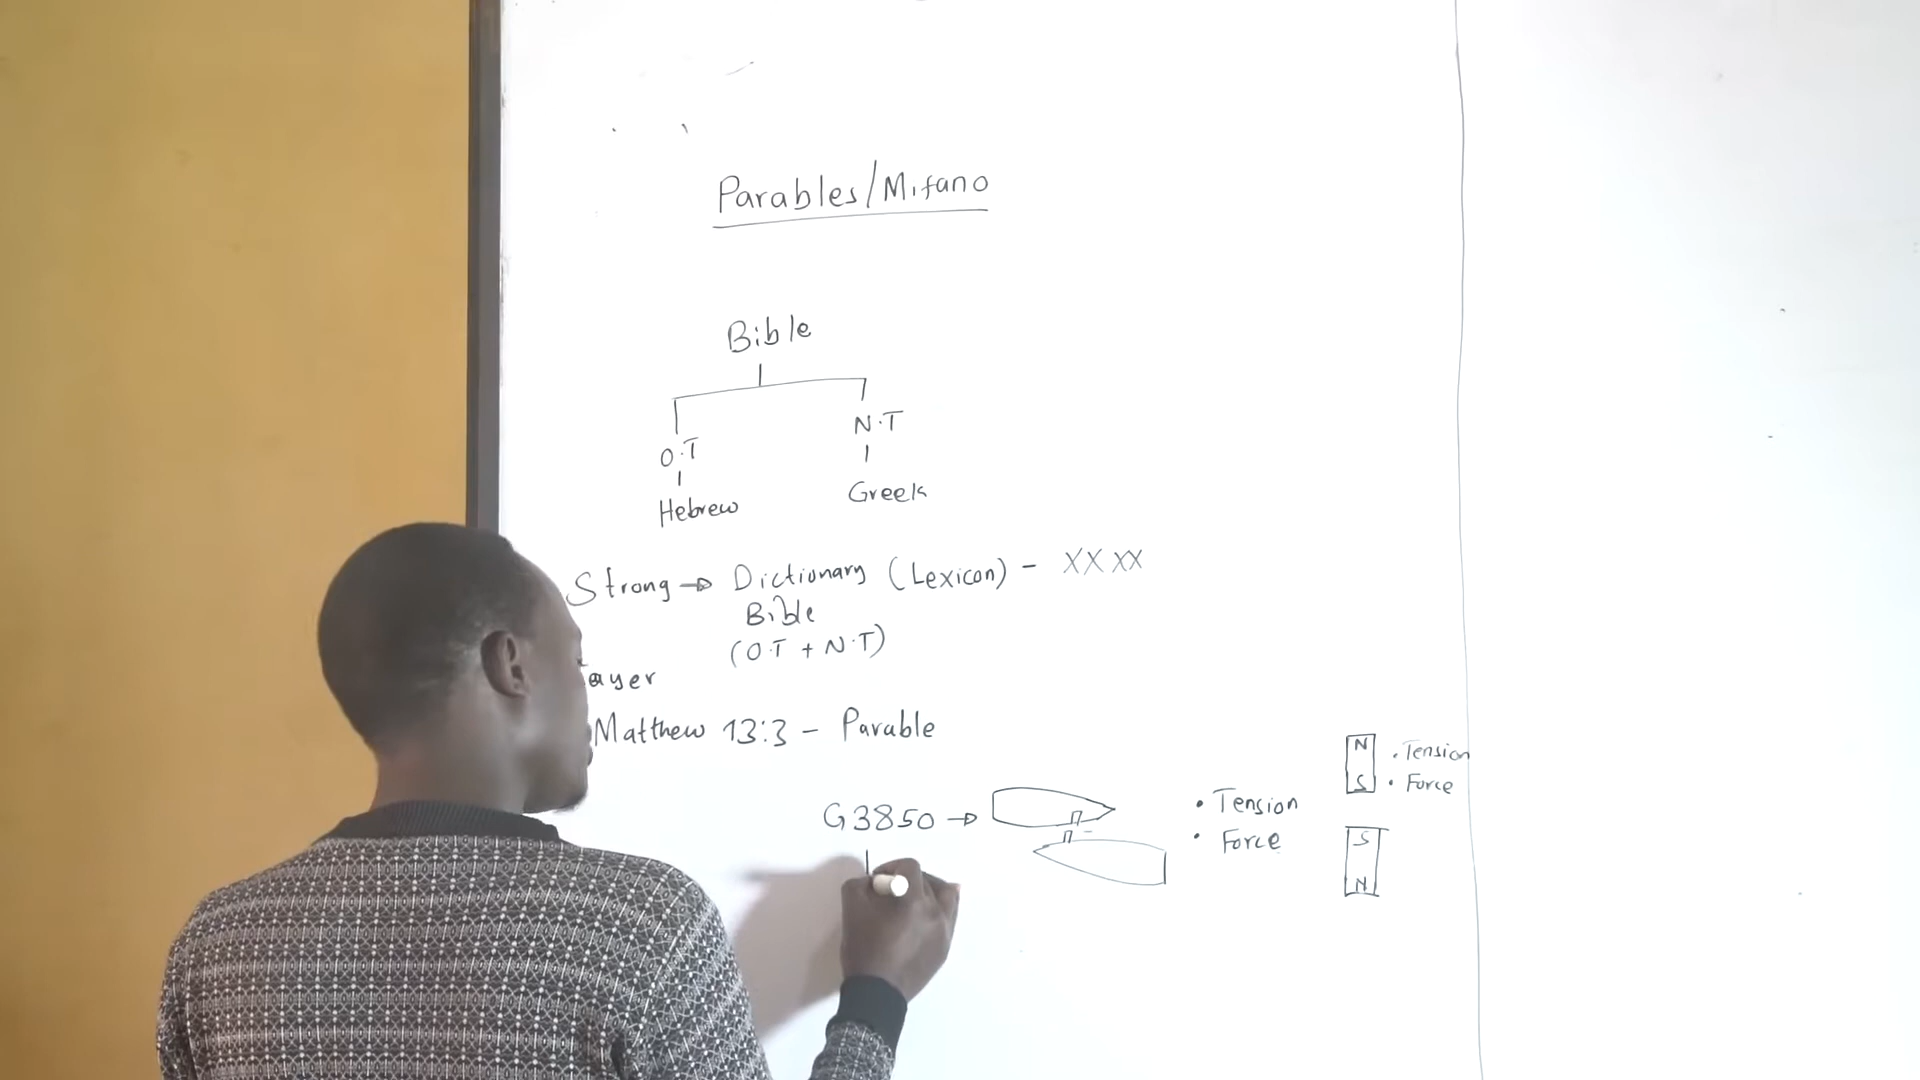 Parables/Mifano
Bible
O.T N.T
Hebrew Greek
Strong → Dictionary (Lexicon) - XXXX
Bible
(O.T + N.T)
ayer
Matthew 13:3 - Parable
G3850 →
• Tension
• Force
N
S
• Tension
• Force
S
N